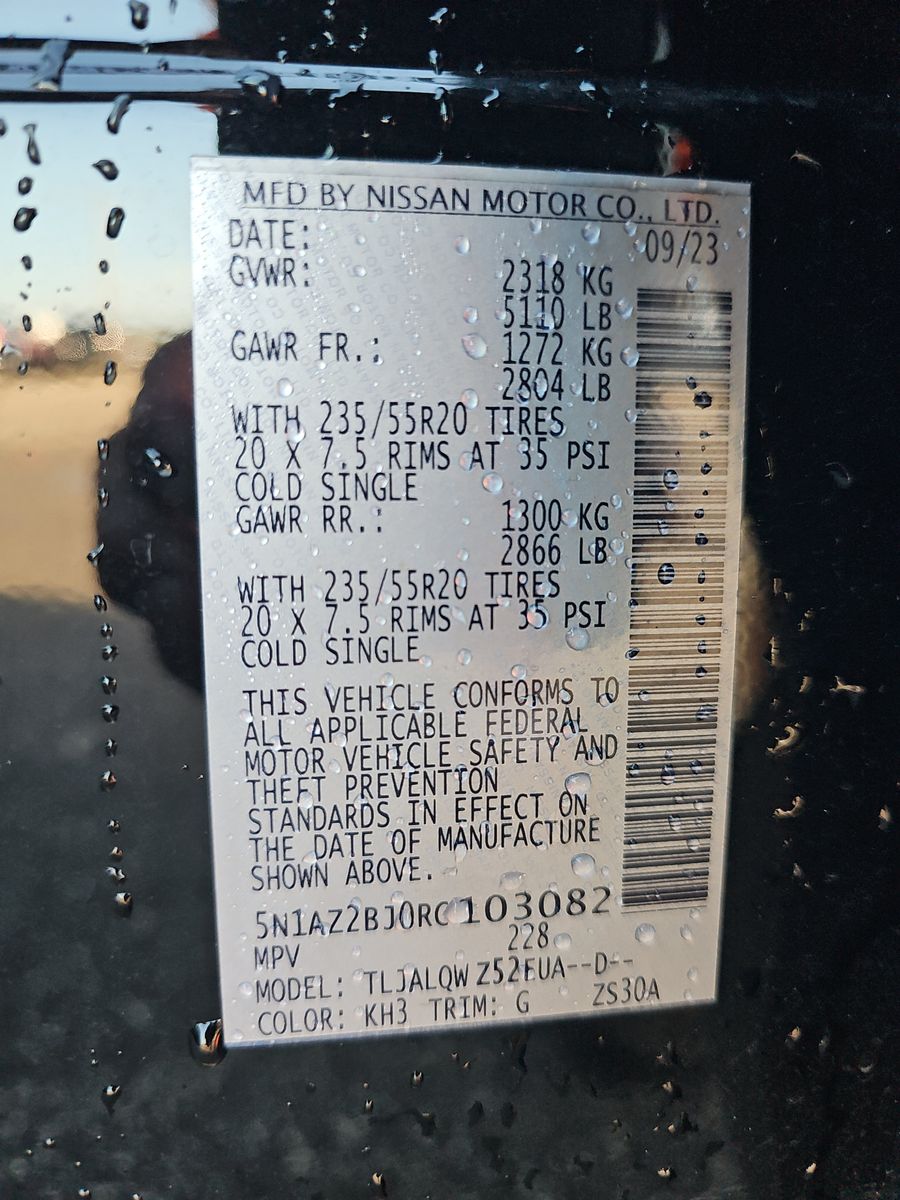 MFD BY NISSAN MOTOR CO., LTD.
DATE: 09/23
GVWR: 2318 KG
5110 LB
GAWR FR.: 1272 KG
2804 LB
WITH 235/55R20 TIRES
20 X 7.5 RIMS AT 35 PSI
COLD SINGLE
GAWR RR.: 1300 KG
2866 LB
WITH 235/55R20 TIRES
20 X 7.5 RIMS AT 35 PSI
COLD SINGLE
THIS VEHICLE CONFORMS TO
ALL APPLICABLE FEDERAL
MOTOR VEHICLE SAFETY AND
THEFT PREVENTION
STANDARDS IN EFFECT ON
THE DATE OF MANUFACTURE
SHOWN ABOVE.
5N1AZ2BJ0RC103082
MPV 228
MODEL: TLJALQW Z52EUA--D--
COLOR: KH3 TRIM: G ZS30A